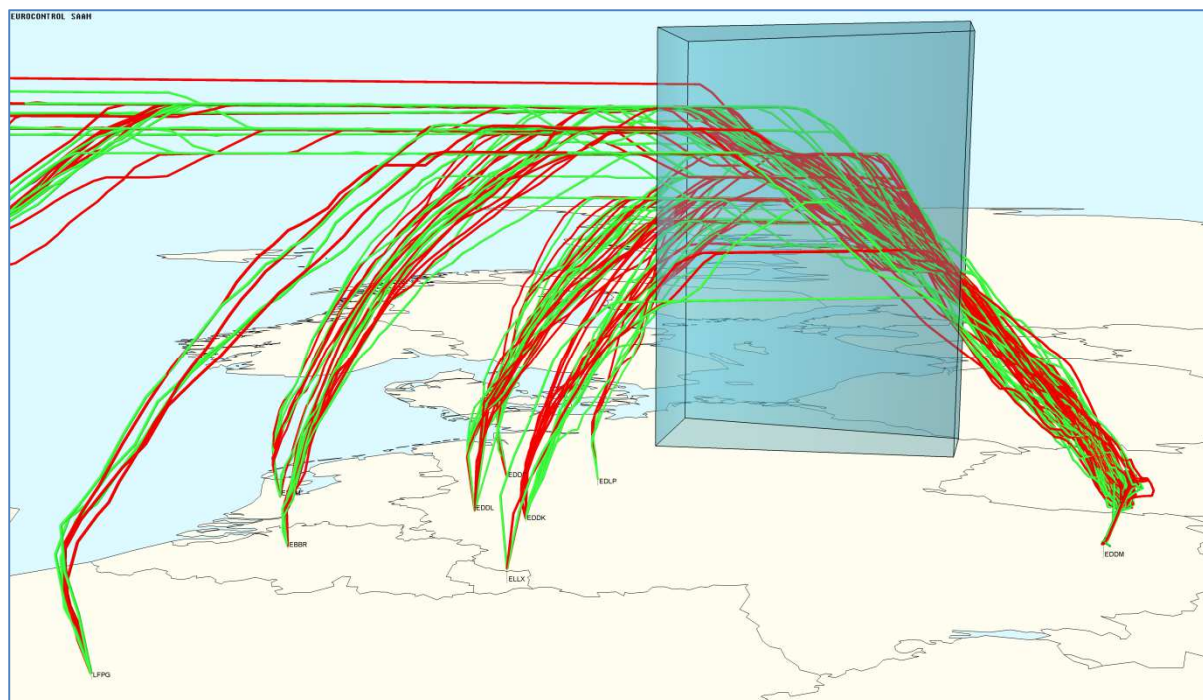 EUROCONTROL SAAM
EDLP
EDDL
EDDK
EBBR
EDDM
ELLX
LFPG